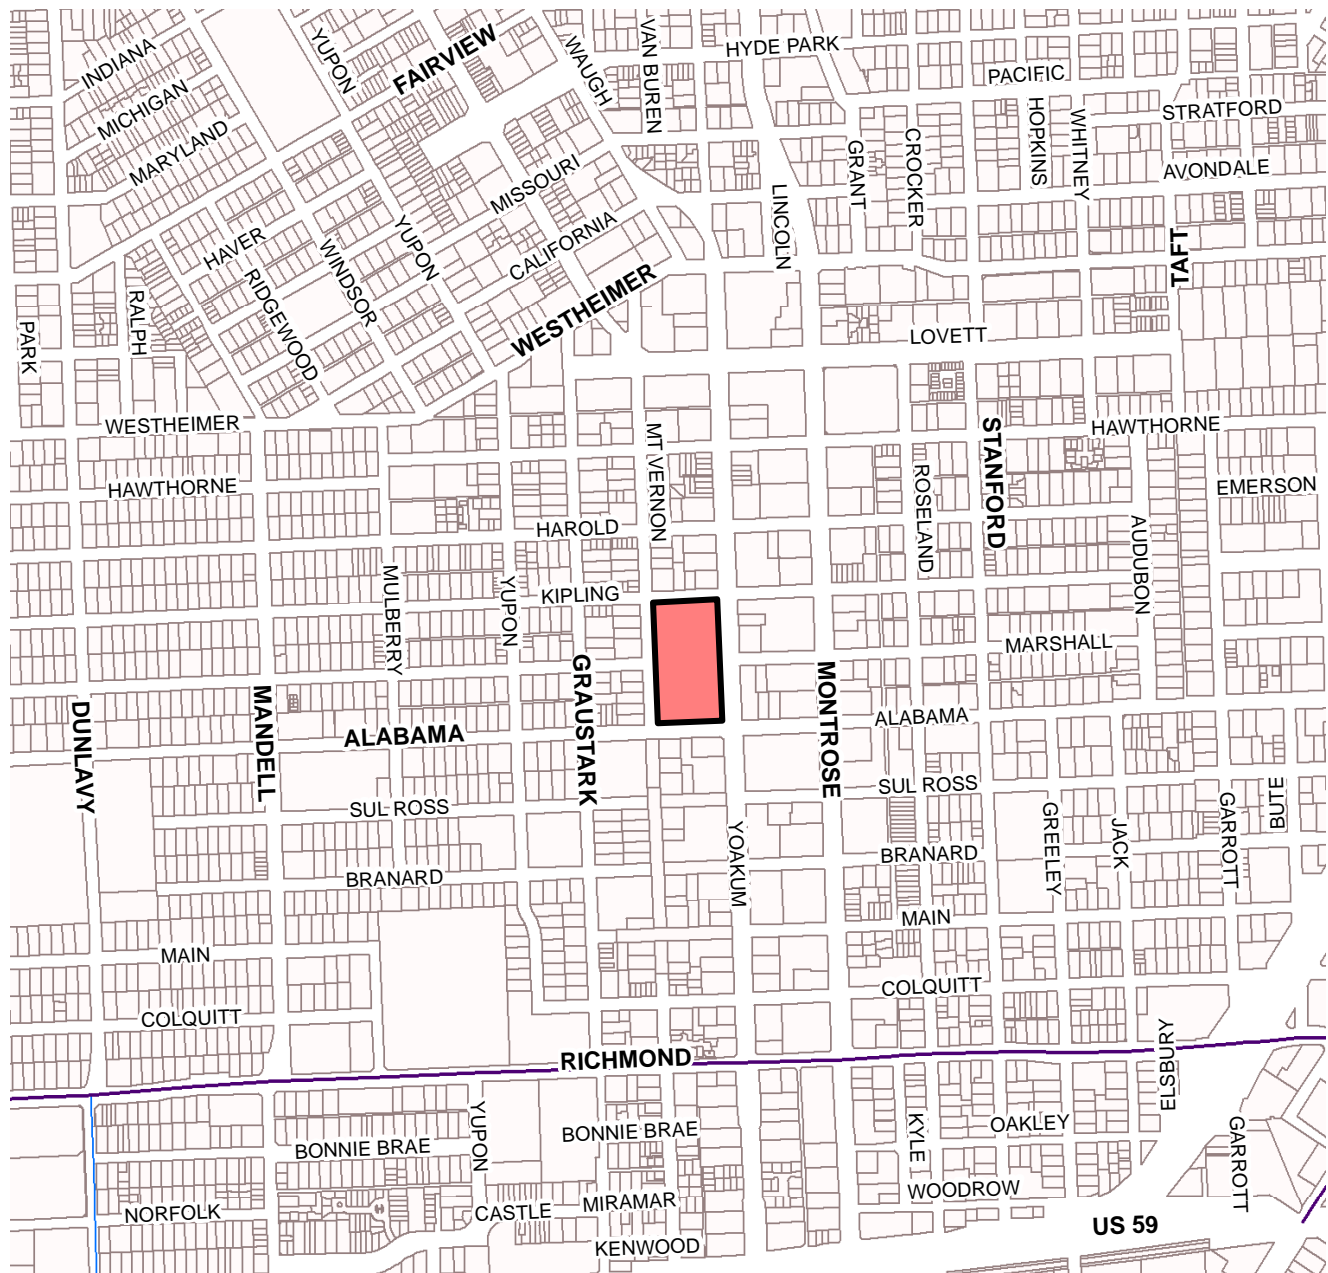 INDIANA
YUPON
FAIRVIEW
WAUGH
VAN BUREN
HYDE PARK
PACIFIC
STRATFORD
MICHIGAN
MARYLAND
HOPKINS
WHITNEY
AVONDALE
GRANT
CROCKER
MISSOURI
LINCOLN
CALIFORNIA
HAVER
WINDSOR
YUPON
TAFT
RIDGEWOOD
WESTHEIMER
RALPH
PARK
LOVETT
WESTHEIMER
MT VERNON
STANFORD
HAWTHORNE
HAWTHORNE
ROSELAND
EMERSON
HAROLD
AUDUBON
MULBERRY
YUPON
KIPLING
MARSHALL
GRAUSTARK
MONTROSE
MANDELL
DUNLAVY
ALABAMA
ALABAMA
SUL ROSS
SUL ROSS
GREELEY
JACK
GARROTT
BUTE
YOAKUM
BRANARD
BRANARD
MAIN
MAIN
COLQUITT
COLQUITT
RICHMOND
ELSBURY
YUPON
BONNIE BRAE
BONNIE BRAE
KYLE
OAKLEY
GARROTT
NORFOLK
CASTLE
MIRAMAR
WOODROW
KENWOOD
US 59